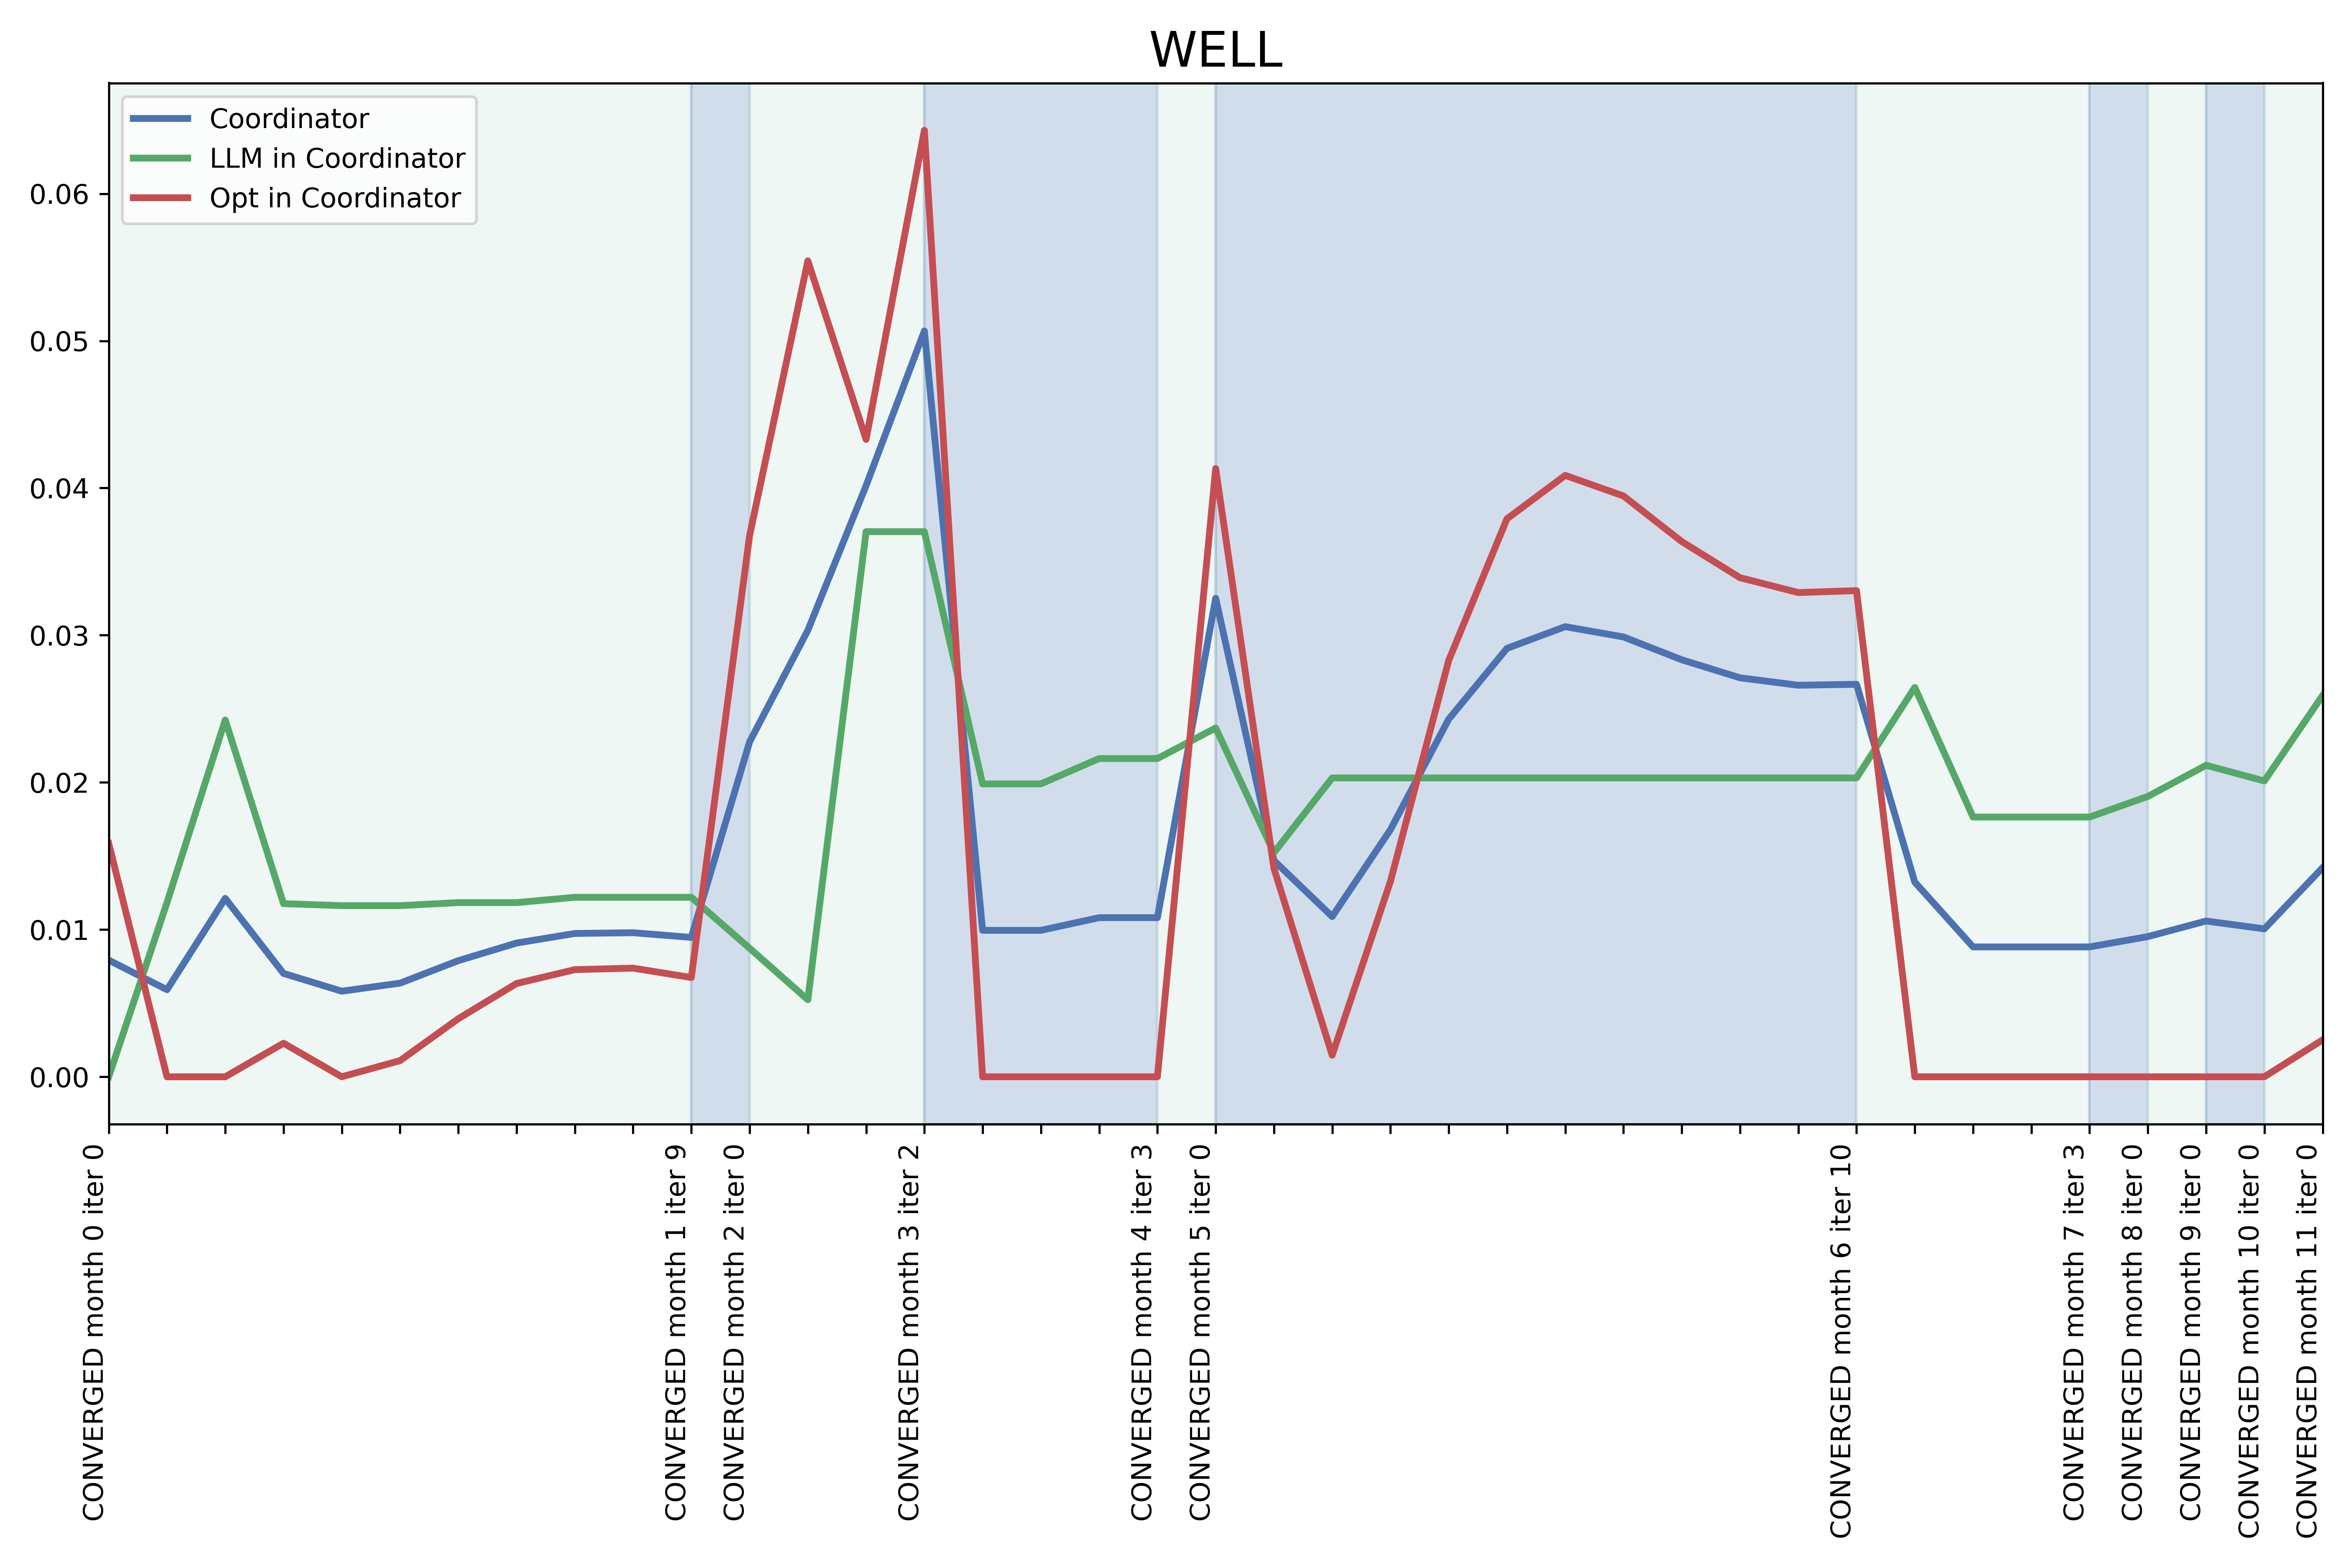 WELL
Coordinator
LLM in Coordinator
Opt in Coordinator
0.06
0.05
0.04
0.03
0.02
0.01
0.00
CONVERGED month 0 iter 0
CONVERGED month 1 iter 9
CONVERGED month 2 iter 0
CONVERGED month 3 iter 2
CONVERGED month 4 iter 3
CONVERGED month 5 iter 0
CONVERGED month 6 iter 10
CONVERGED month 7 iter 3
CONVERGED month 8 iter 0
CONVERGED month 9 iter 0
CONVERGED month 10 iter 0
CONVERGED month 11 iter 0